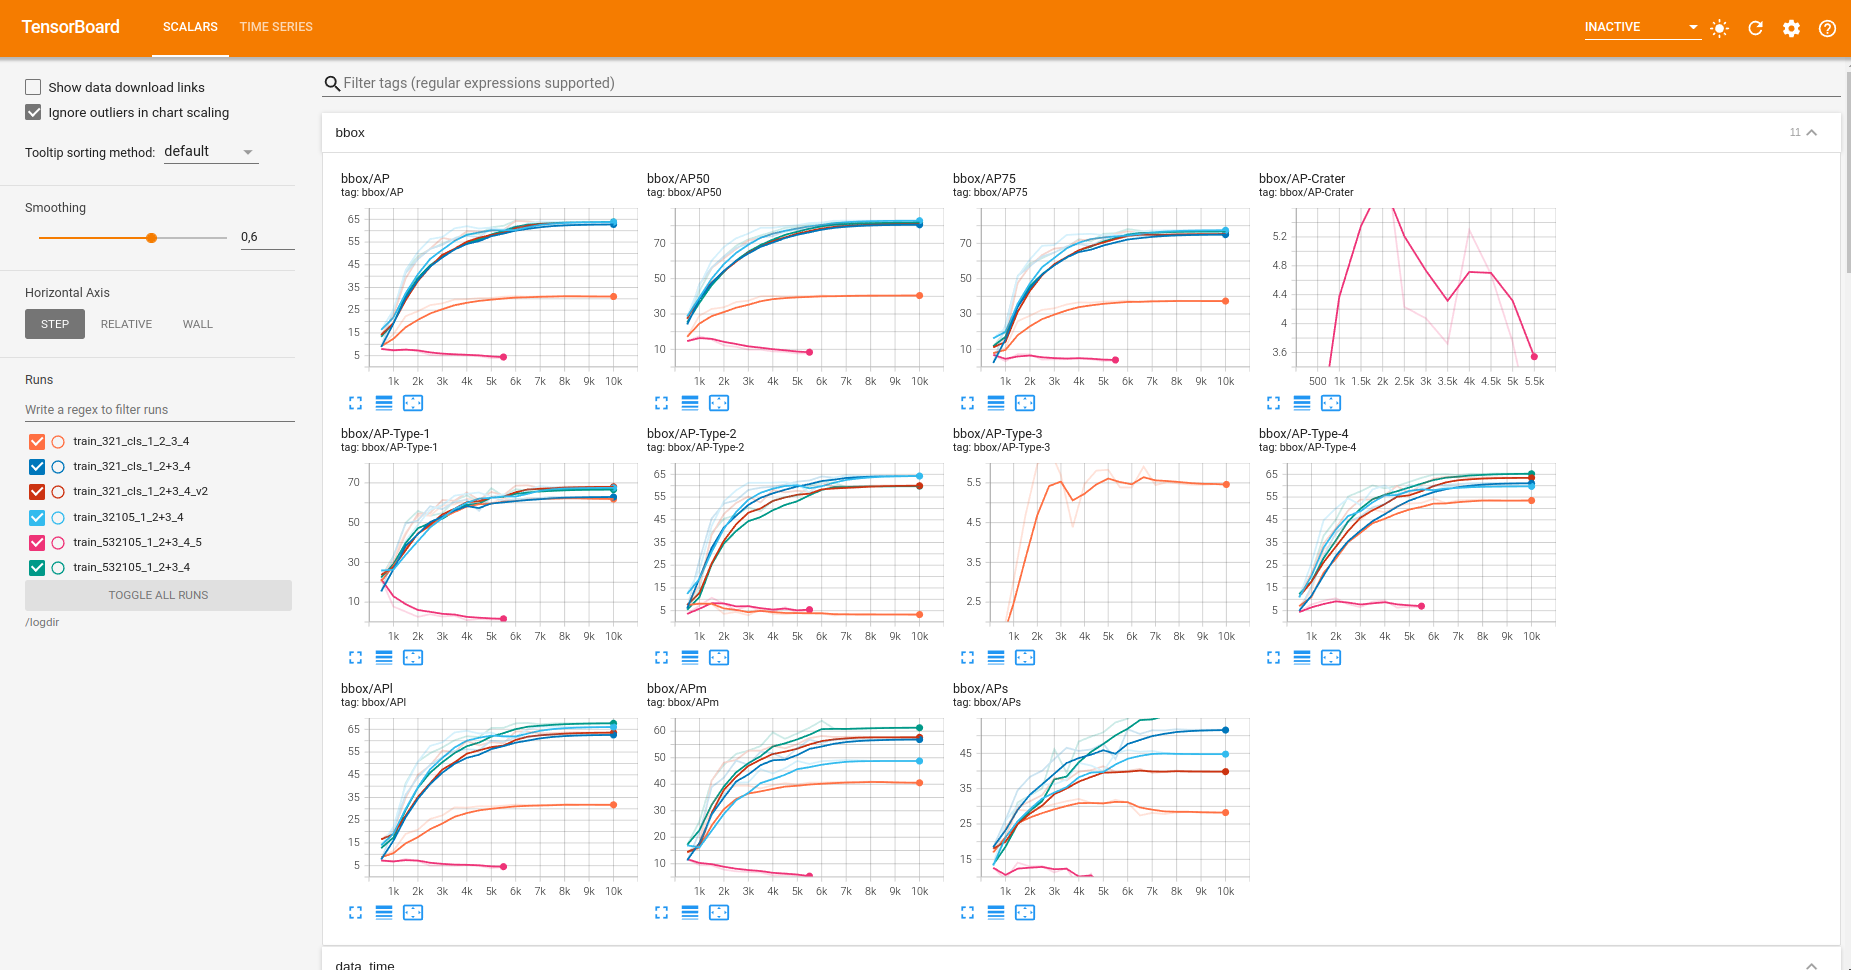 TensorBoard SCALARS TIME SERIES INACTIVE
Show data download links
Ignore outliers in chart scaling
Tooltip sorting method: default
Smoothing
0,6
Horizontal Axis
STEP RELATIVE WALL
Runs
Write a regex to filter runs
train_321_cls_1_2_3_4
train_321_cls_1_2+3_4
train_321_cls_1_2+3_4_v2
train_32105_1_2+3_4
train_532105_1_2+3_4_5
train_532105_1_2+3_4
TOGGLE ALL RUNS
/logdir
Filter tags (regular expressions supported)
bbox 11
bbox/AP
tag: bbox/AP
65
55
45
35
25
15
5
1k 2k 3k 4k 5k 6k 7k 8k 9k 10k
bbox/AP50
tag: bbox/AP50
70
50
30
10
1k 2k 3k 4k 5k 6k 7k 8k 9k 10k
bbox/AP75
tag: bbox/AP75
70
50
30
10
1k 2k 3k 4k 5k 6k 7k 8k 9k 10k
bbox/AP-Crater
tag: bbox/AP-Crater
5.2
4.8
4.4
4
3.6
500 1k 1.5k 2k 2.5k 3k 3.5k 4k 4.5k 5k 5.5k
bbox/AP-Type-1
tag: bbox/AP-Type-1
70
50
30
10
1k 2k 3k 4k 5k 6k 7k 8k 9k 10k
bbox/AP-Type-2
tag: bbox/AP-Type-2
65
55
45
35
25
15
5
1k 2k 3k 4k 5k 6k 7k 8k 9k 10k
bbox/AP-Type-3
tag: bbox/AP-Type-3
5.5
4.5
3.5
2.5
1k 2k 3k 4k 5k 6k 7k 8k 9k 10k
bbox/AP-Type-4
tag: bbox/AP-Type-4
65
55
45
35
25
15
5
1k 2k 3k 4k 5k 6k 7k 8k 9k 10k
bbox/APl
tag: bbox/APl
65
55
45
35
25
15
5
1k 2k 3k 4k 5k 6k 7k 8k 9k 10k
bbox/APm
tag: bbox/APm
60
50
40
30
20
10
1k 2k 3k 4k 5k 6k 7k 8k 9k 10k
bbox/APs
tag: bbox/APs
45
35
25
15
1k 2k 3k 4k 5k 6k 7k 8k 9k 10k
data_time